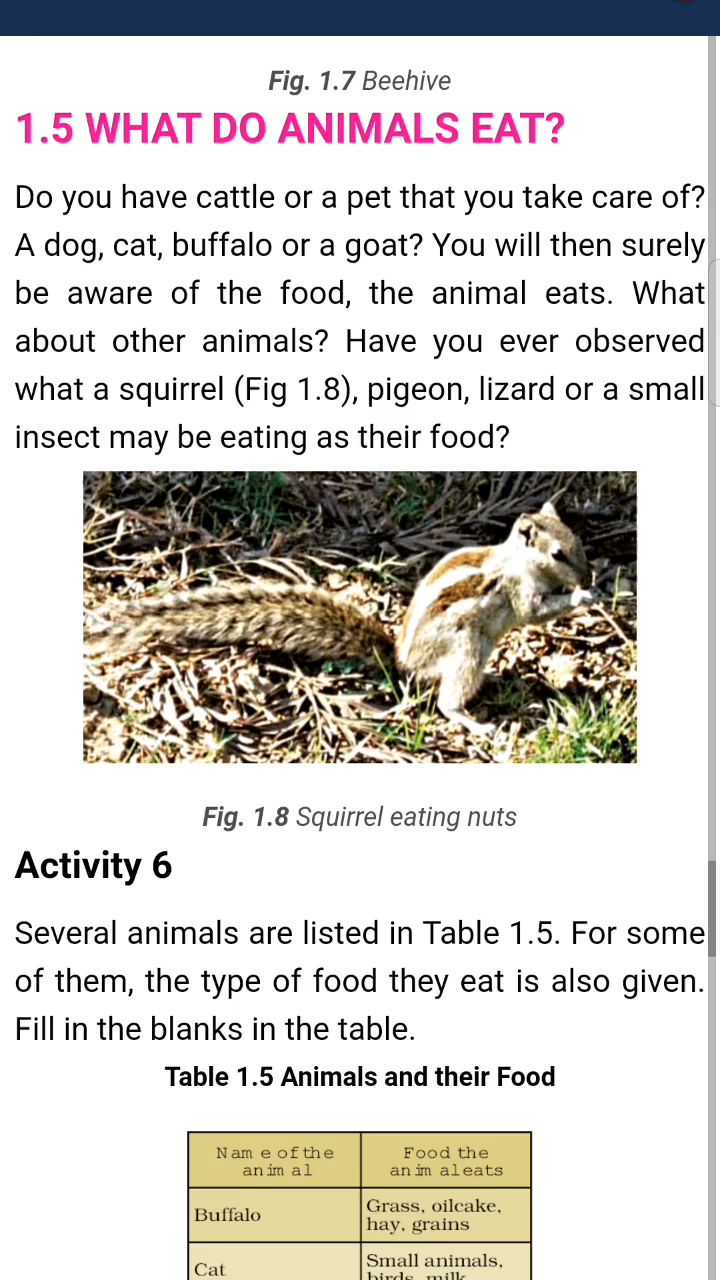 Fig. 1.7 Beehive
1.5 WHAT DO ANIMALS EAT?
Do you have cattle or a pet that you take care of?
A dog, cat, buffalo or a goat? You will then surely
be aware of the food, the animal eats. What
about other animals? Have you ever observed
what a squirrel (Fig 1.8), pigeon, lizard or a small
insect may be eating as their food?
Fig. 1.8 Squirrel eating nuts
Activity 6
Several animals are listed in Table 1.5. For some
of them, the type of food they eat is also given.
Fill in the blanks in the table.
Table 1.5 Animals and their Food
Name of the
animal
Food the
animal eats
Buffalo
Grass, oilcake,
hay, grains
Cat
Small animals,
birds, milk